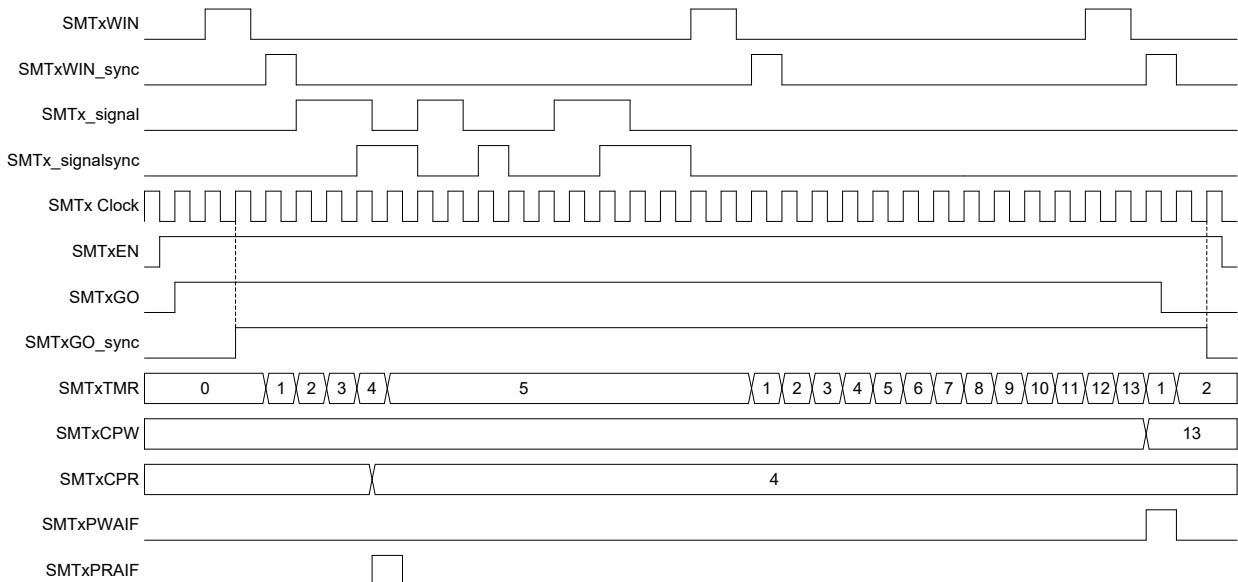 SMTxWIN
SMTxWIN_sync
SMTx_signal
SMTx_signalsync
SMTx Clock
SMTxEN
SMTxGO
SMTxGO_sync
SMTxTMR 0 1 2 3 4 5 1 2 3 4 5 6 7 8 9 10 11 12 13 1 2
SMTxCPW 13
SMTxCPR 4
SMTxPWAIF
SMTxPRAIF